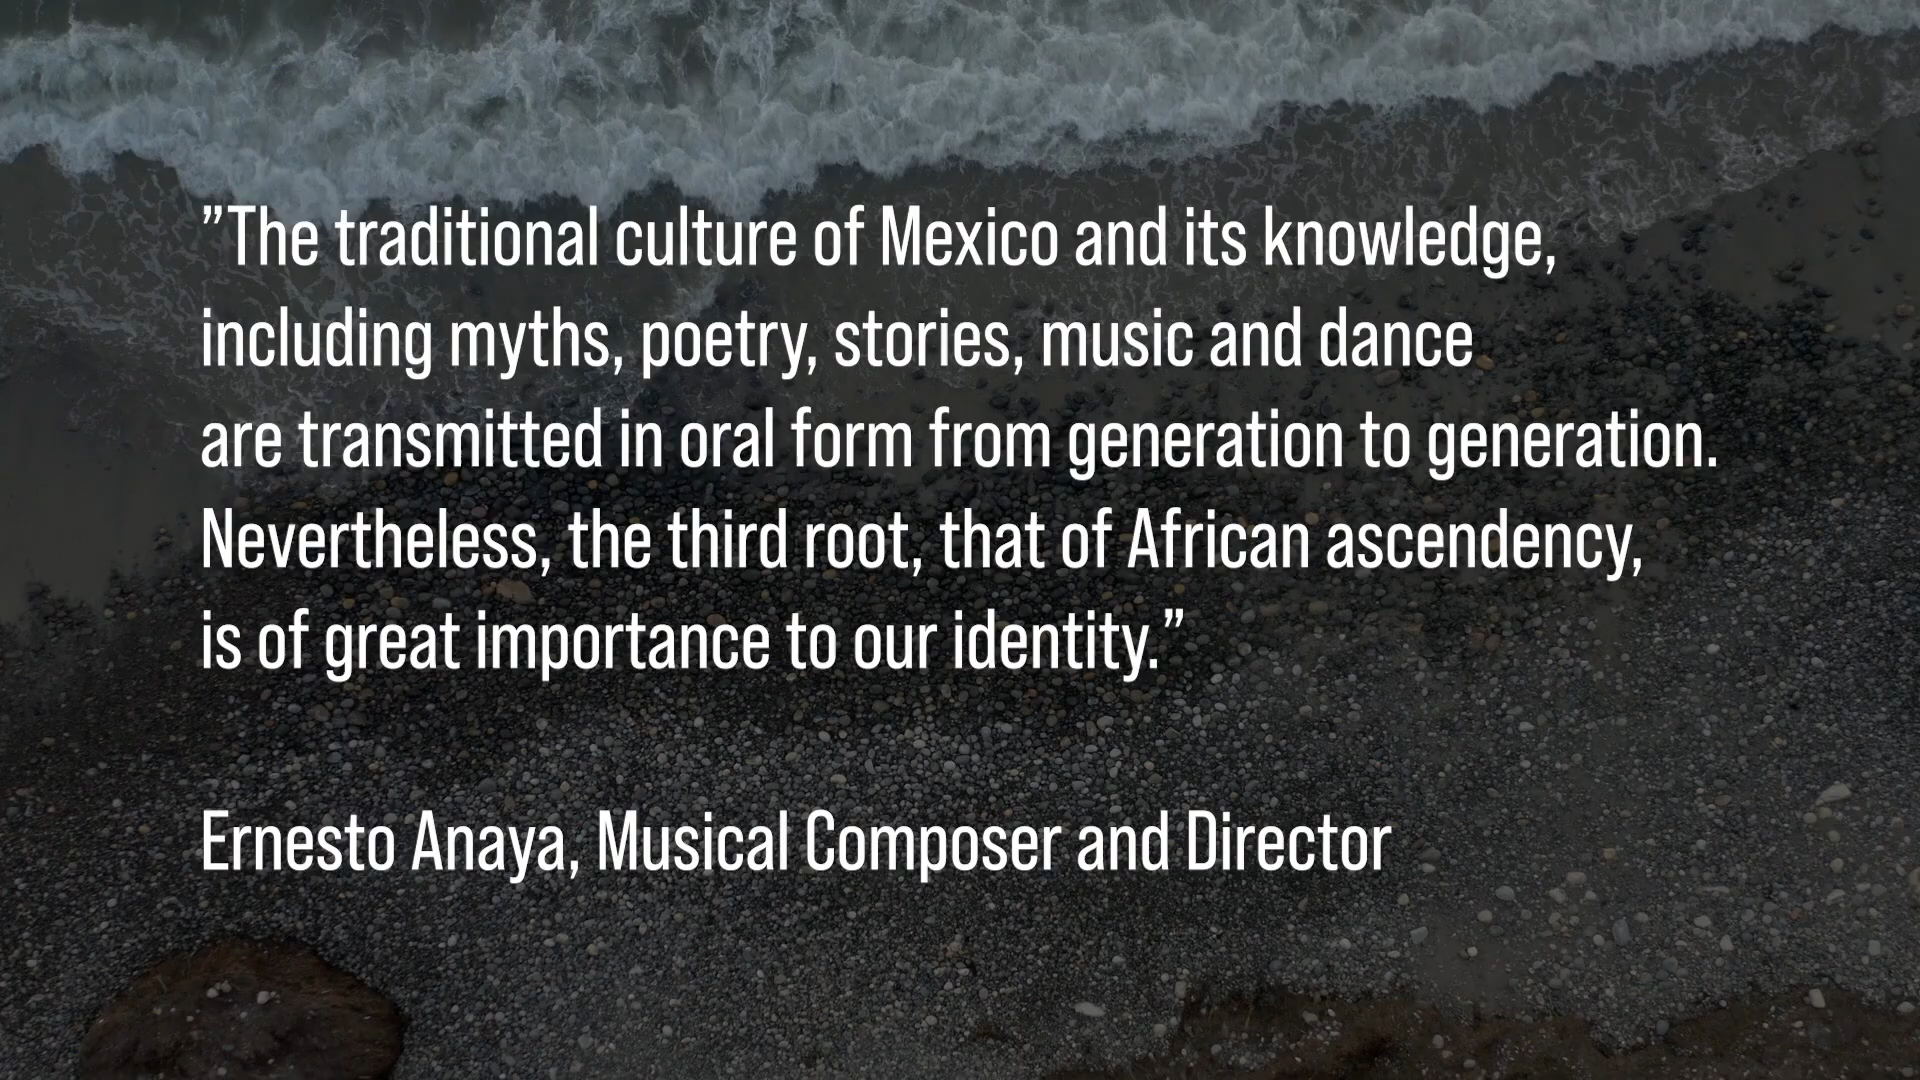 ”The traditional culture of Mexico and its knowledge,
including myths, poetry, stories, music and dance
are transmitted in oral form from generation to generation.
Nevertheless, the third root, that of African ascendency,
is of great importance to our identity.”
Ernesto Anaya, Musical Composer and Director